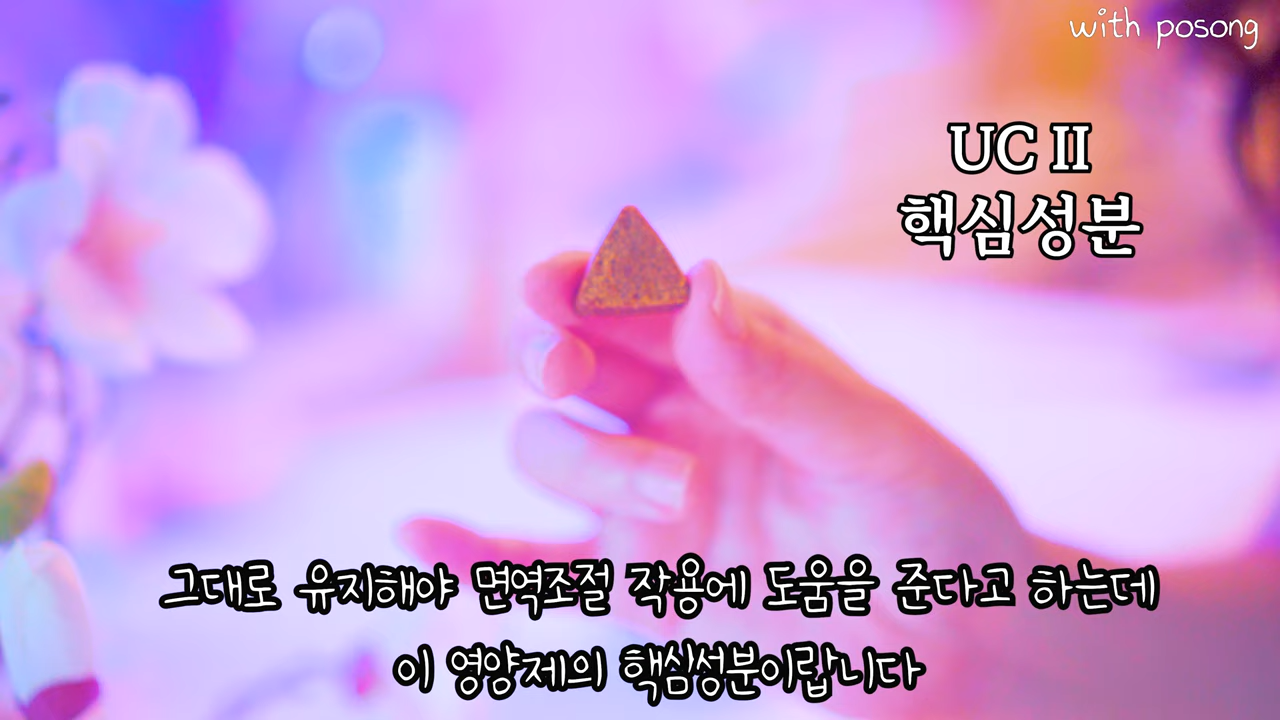 with posong
UC II
핵심성분
그대로 유지해야 면역조절 작용에 도움을 준다고 하는데
이 영양제의 핵심성분이랍니다